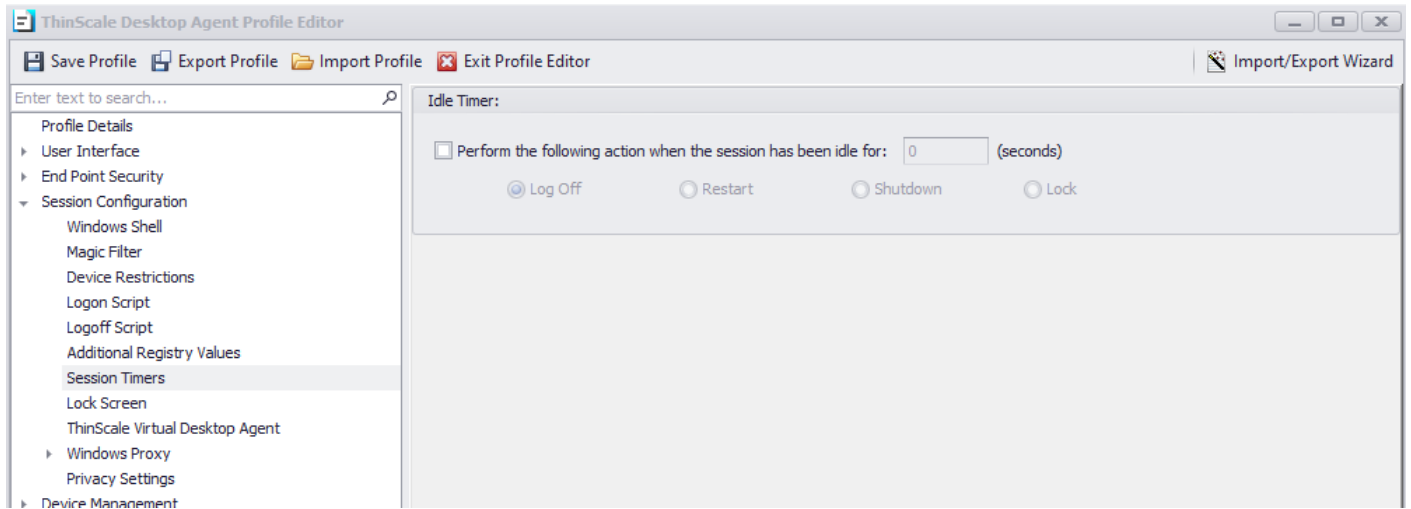 ThinScale Desktop Agent Profile Editor
Save Profile Export Profile Import Profile Exit Profile Editor Import/Export Wizard
Enter text to search...
Profile Details
User Interface
End Point Security
Session Configuration
Windows Shell
Magic Filter
Device Restrictions
Logon Script
Logoff Script
Additional Registry Values
Session Timers
Lock Screen
ThinScale Virtual Desktop Agent
Windows Proxy
Privacy Settings
Device Management
Idle Timer:
Perform the following action when the session has been idle for: 0 (seconds)
Log Off Restart Shutdown Lock